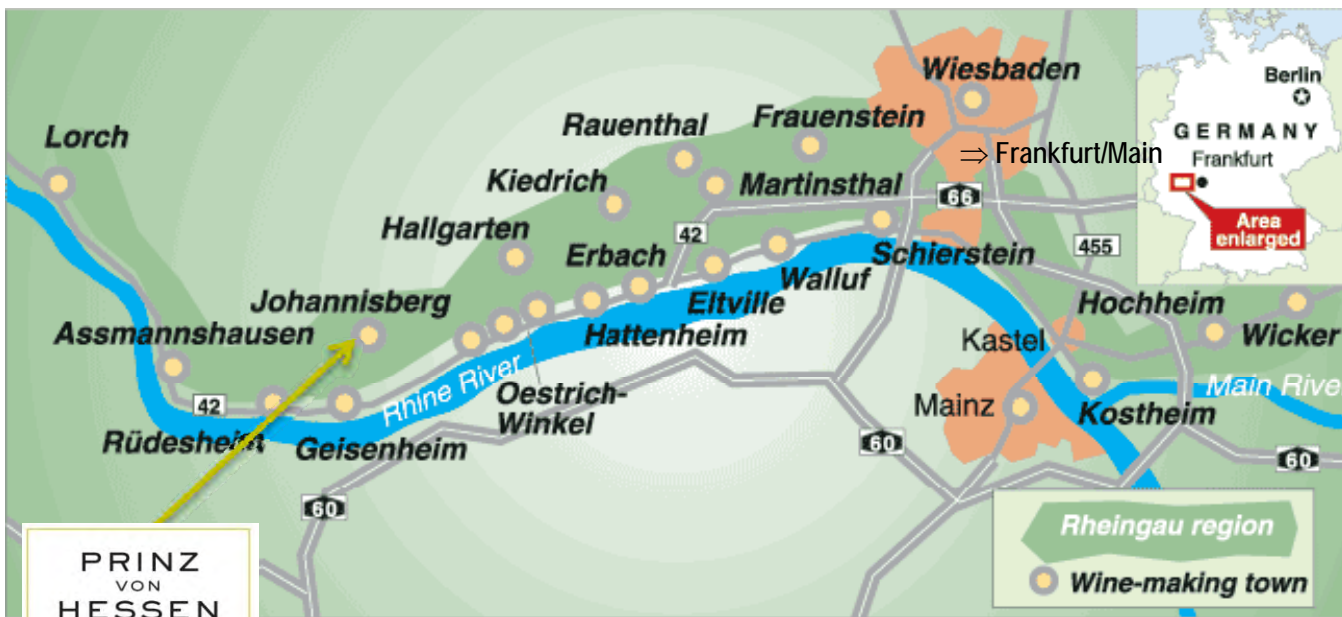 Wiesbaden
Berlin
GERMANY
Frankfurt
Area
enlarged
Lorch
Rauenthal
Frauenstein
⇒ Frankfurt/Main
Kiedrich
Martinsthal
66
Hallgarten
42
455
Erbach
Schierstein
Walluf
Johannisberg
Eltville
Hochheim
Assmannshausen
Hattenheim
Kastel
Wicker
Rhine River
Oestrich-
Winkel
Mainz
Main Rive
42
Kostheim
Rüdesheim
Geisenheim
60
60
60
Rheingau region
Wine-making town
PRINZ
VON
HESSEN